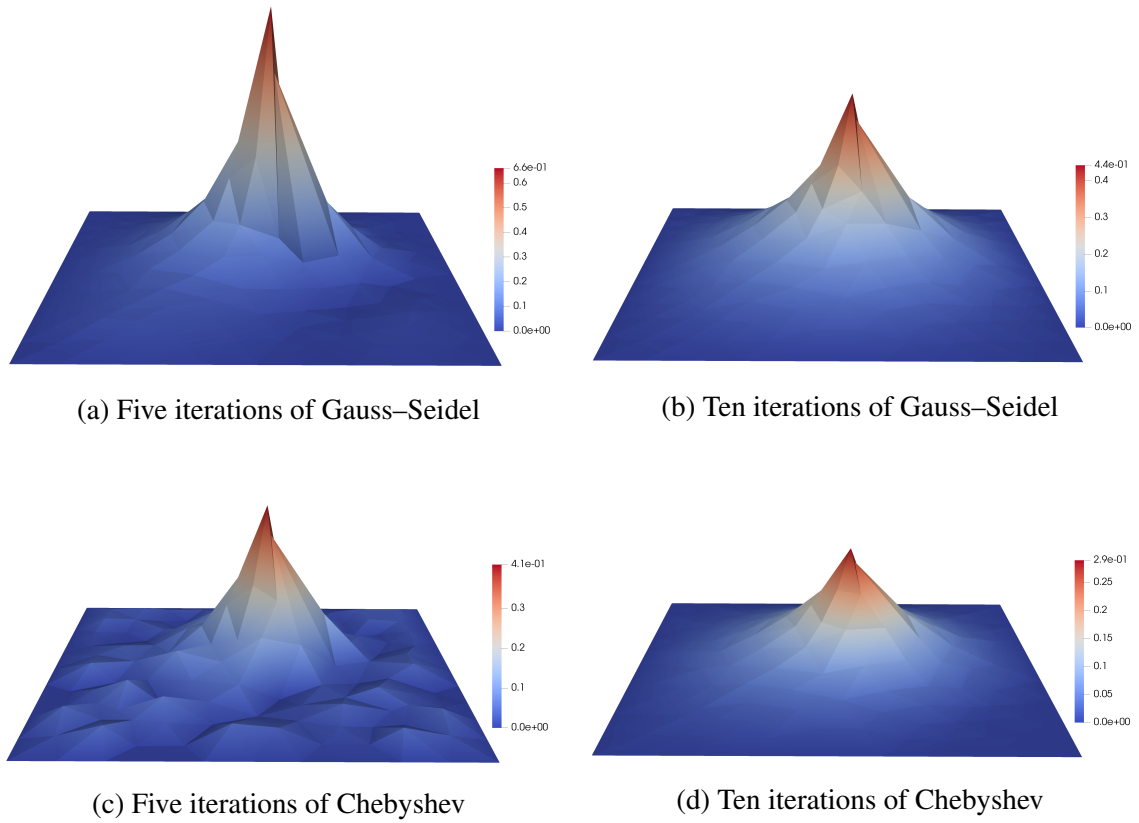 6.6e-01
0.6
0.5
0.4
0.3
0.2
0.1
0.0e+00
4.4e-01
0.4
0.3
0.2
0.1
0.0e+00
(a) Five iterations of Gauss–Seidel
(b) Ten iterations of Gauss–Seidel
4.1e-01
0.3
0.2
0.1
0.0e+00
2.9e-01
0.25
0.2
0.15
0.1
0.05
0.0e+00
(c) Five iterations of Chebyshev
(d) Ten iterations of Chebyshev